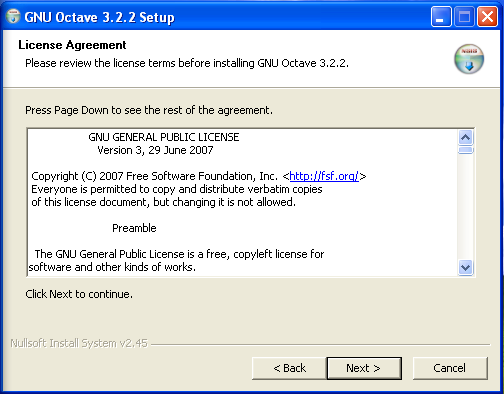 GNU Octave 3.2.2 Setup
License Agreement
Please review the license terms before installing GNU Octave 3.2.2.
Press Page Down to see the rest of the agreement.
GNU GENERAL PUBLIC LICENSE
Version 3, 29 June 2007
Copyright (C) 2007 Free Software Foundation, Inc. <http://fsf.org/>
Everyone is permitted to copy and distribute verbatim copies
of this license document, but changing it is not allowed.
Preamble
The GNU General Public License is a free, copyleft license for
software and other kinds of works.
Click Next to continue.
Nullsoft Install System v2.45
< Back
Next >
Cancel